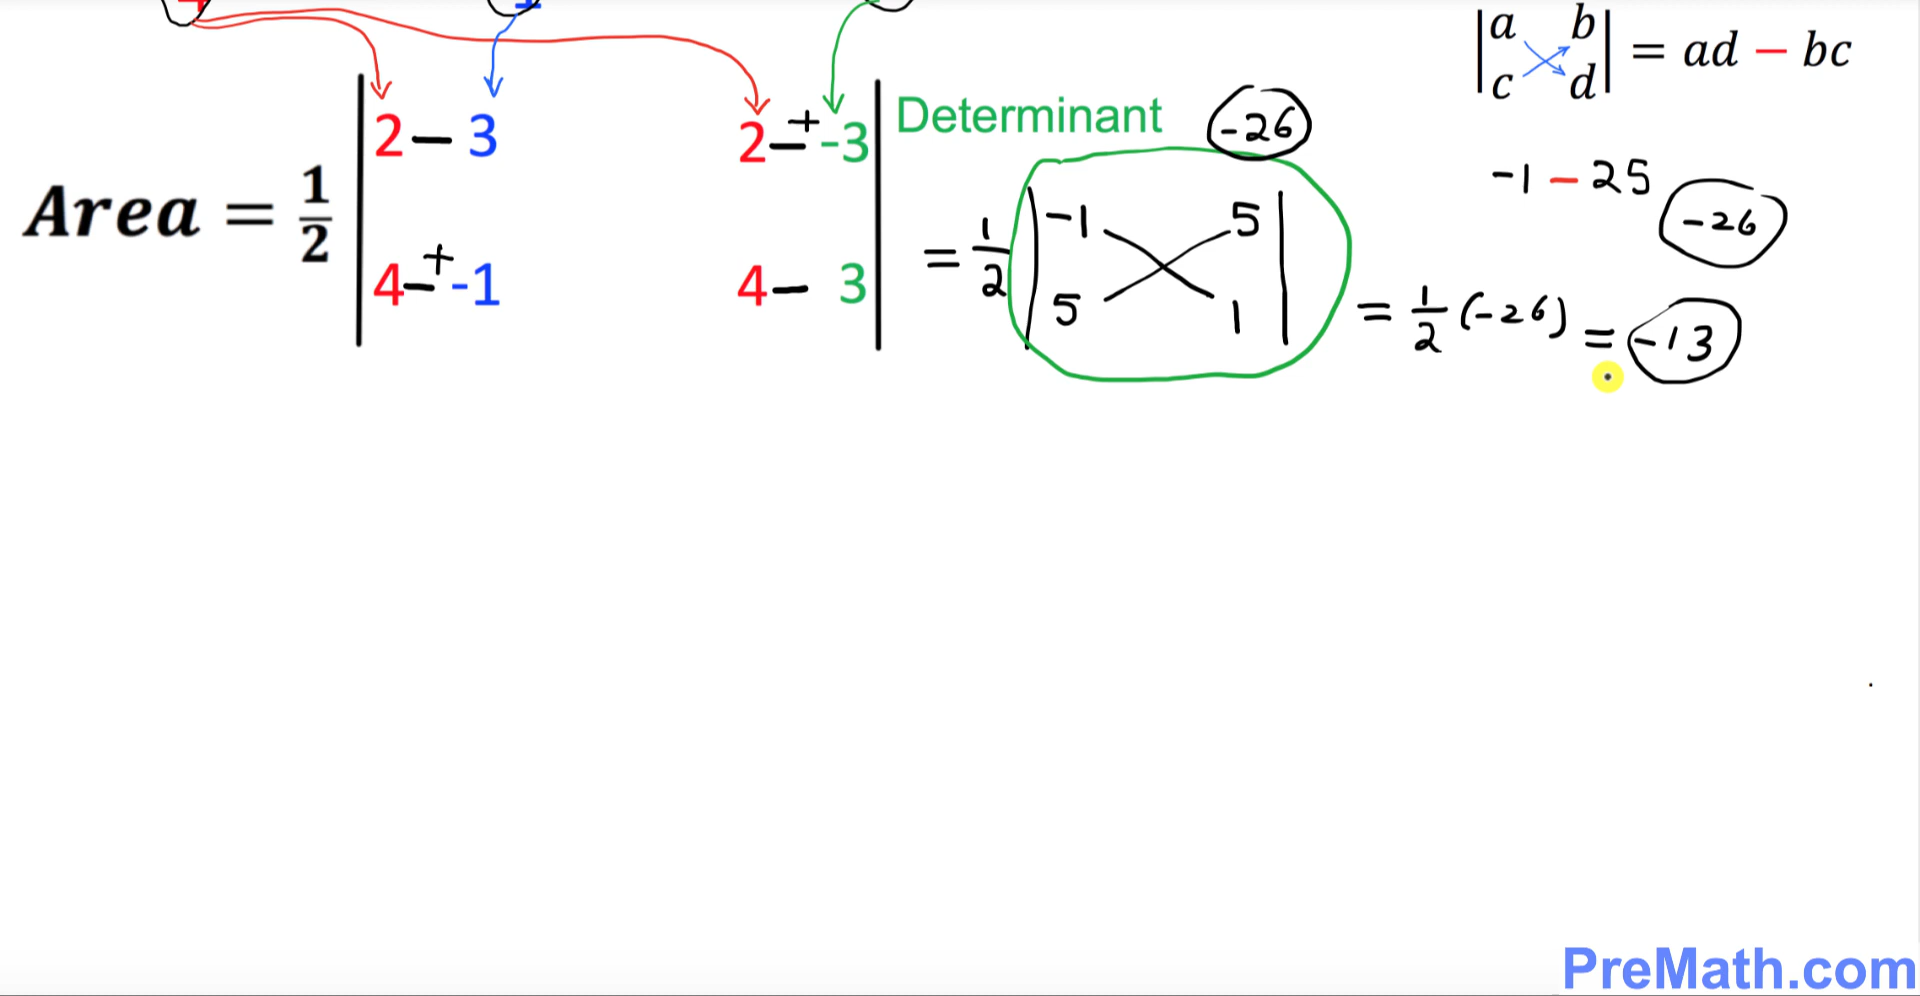 |a b|
|c d| = ad − bc
2 − 3 2 − + -3
Determinant -26
-1 − 25
-26
Area = 1/2
4 − + -1 4 − 3
= 1/2 |-1 5|
|5 1|
= 1/2 (-26) = -13
PreMath.com